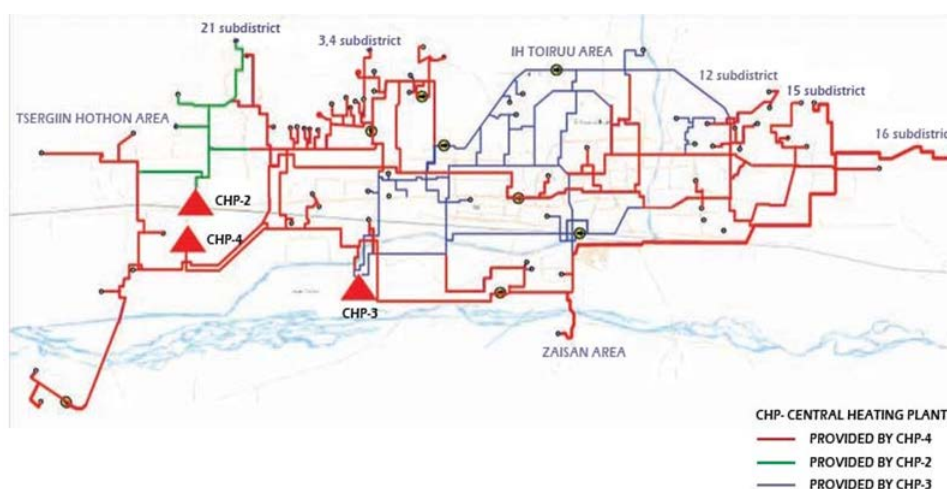 21 subdistrict
3,4 subdistrict
IH TOIRUU AREA
12 subdistrict
15 subdistrict
TSERGIIN HOTHON AREA
16 subdistri
CHP-2
CHP-4
CHP-3
ZAISAN AREA
CHP- CENTRAL HEATING PLANT
PROVIDED BY CHP-4
PROVIDED BY CHP-2
PROVIDED BY CHP-3